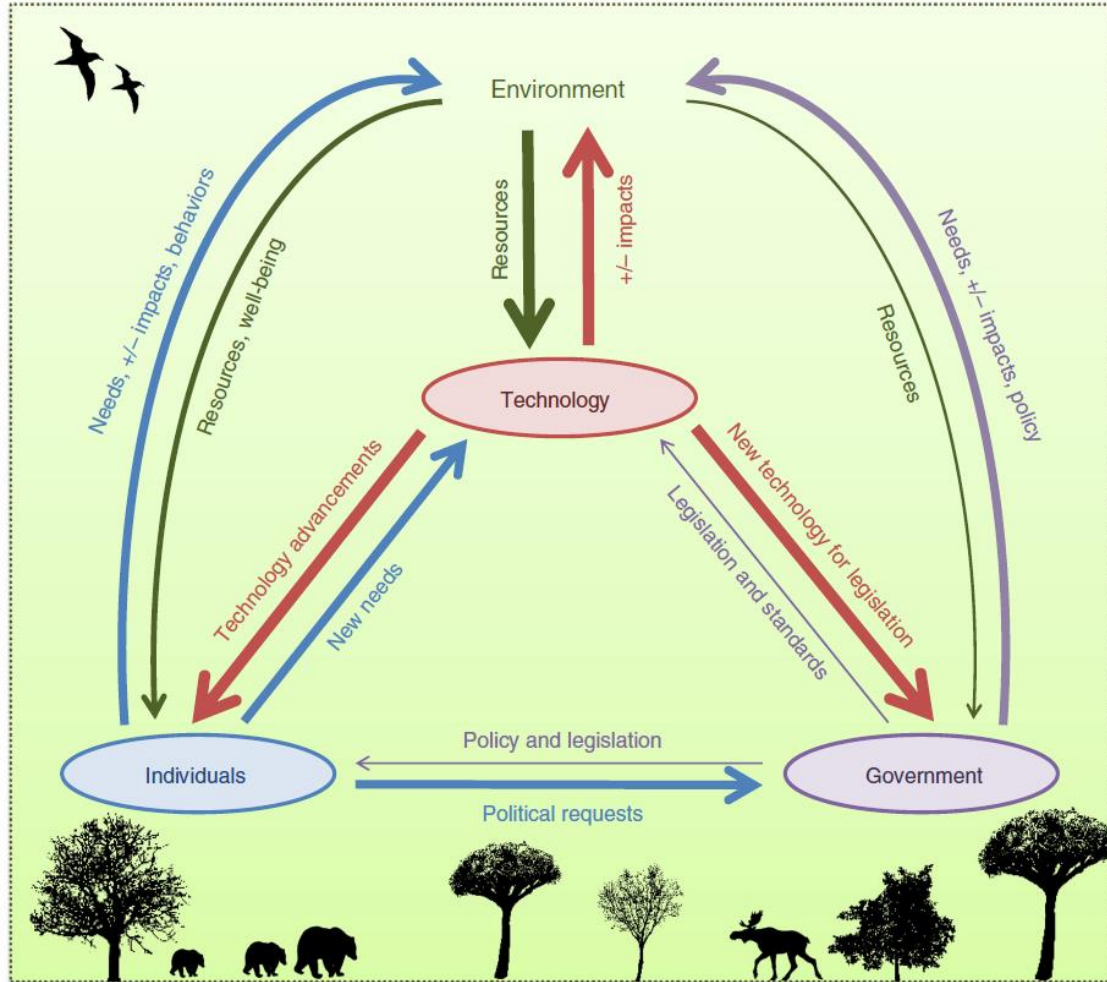 Environment
Needs, +/– impacts, behaviors
Resources, well-being
Resources
+/– impacts
Resources
Needs, +/– impacts, policy
Technology
Technology advancements
New needs
Legislation and standards
New technology for legislation
Policy and legislation
Individuals
Government
Political requests